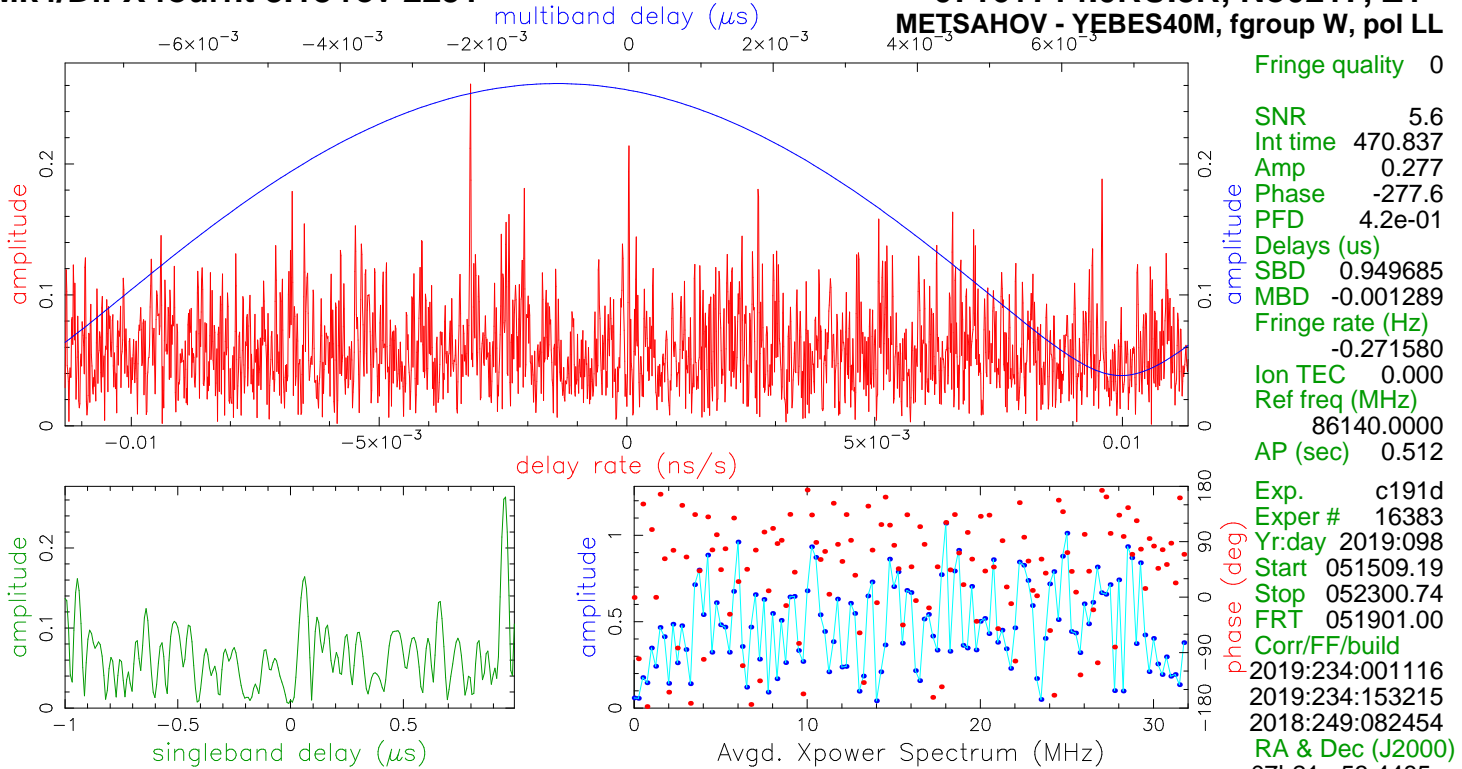 multiband delay (μs)
METSAHOV - YEBES40M, fgroup W, pol LL
−6×10⁻³ −4×10⁻³ −2×10⁻³ 0 2×10⁻³ 4×10⁻³ 6×10⁻³
amplitude
0 0.1 0.2
amplitude
0 0.1 0.2
−0.01 −5×10⁻³ 0 5×10⁻³ 0.01
delay rate (ns/s)
Fringe quality 0
SNR 5.6
Int time 470.837
Amp 0.277
Phase -277.6
PFD 4.2e-01
Delays (us)
SBD 0.949685
MBD -0.001289
Fringe rate (Hz)
-0.271580
Ion TEC 0.000
Ref freq (MHz)
86140.0000
AP (sec) 0.512
Exp. c191d
Exper # 16383
Yr:day 2019:098
Start 051509.19
Stop 052300.74
FRT 051901.00
Corr/FF/build
2019:234:001116
2019:234:153215
2018:249:082454
RA & Dec (J2000)
amplitude
0 0.1 0.2
−1 −0.5 0 0.5
singleband delay (μs)
amplitude
0 0.5 1
0 10 20 30
Avgd. Xpower Spectrum (MHz)
phase (deg)
−180 −90 0 90 180